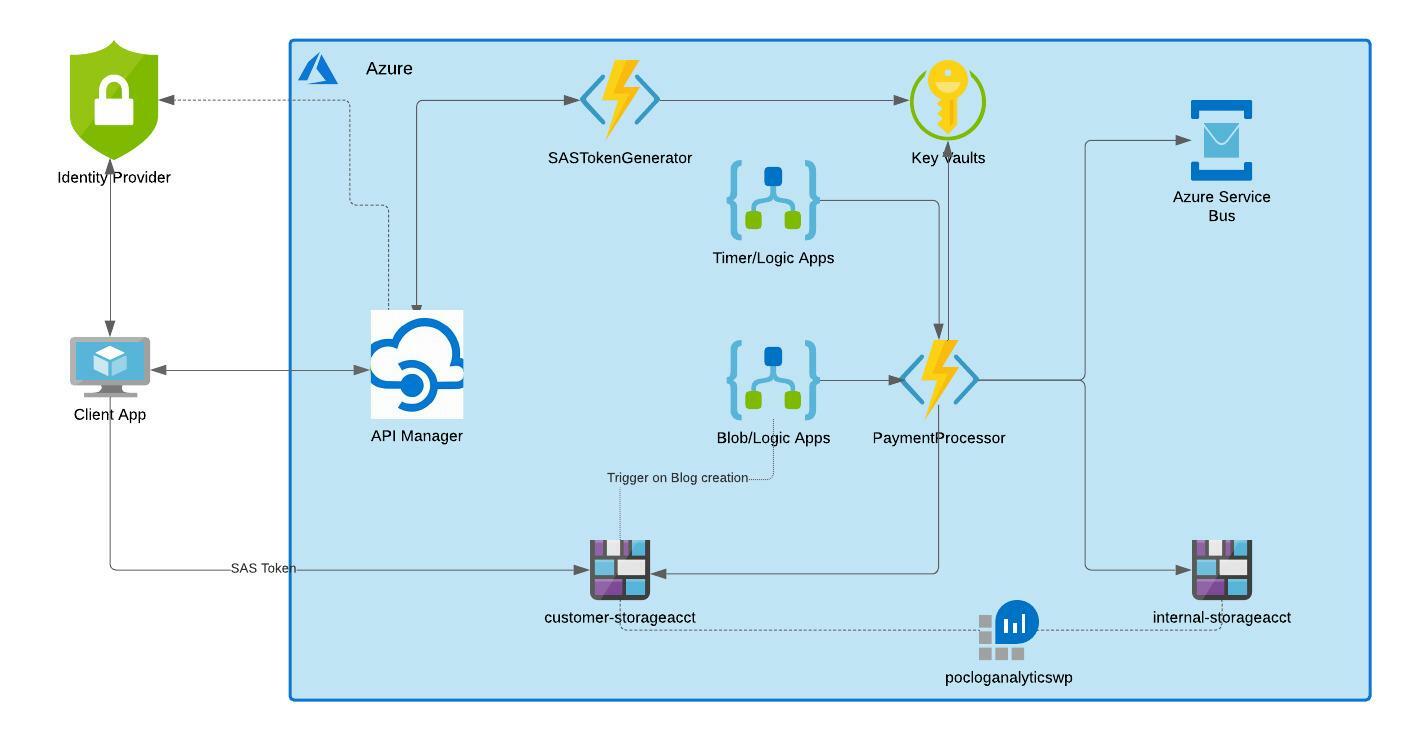 Azure
Identity Provider
SASTokenGenerator
Key Vaults
Azure Service
Bus
Timer/Logic Apps
Client App
API Manager
Blob/Logic Apps
PaymentProcessor
Trigger on Blog creation
SAS Token
customer-storageacct
internal-storageacct
pocloganalyticswp